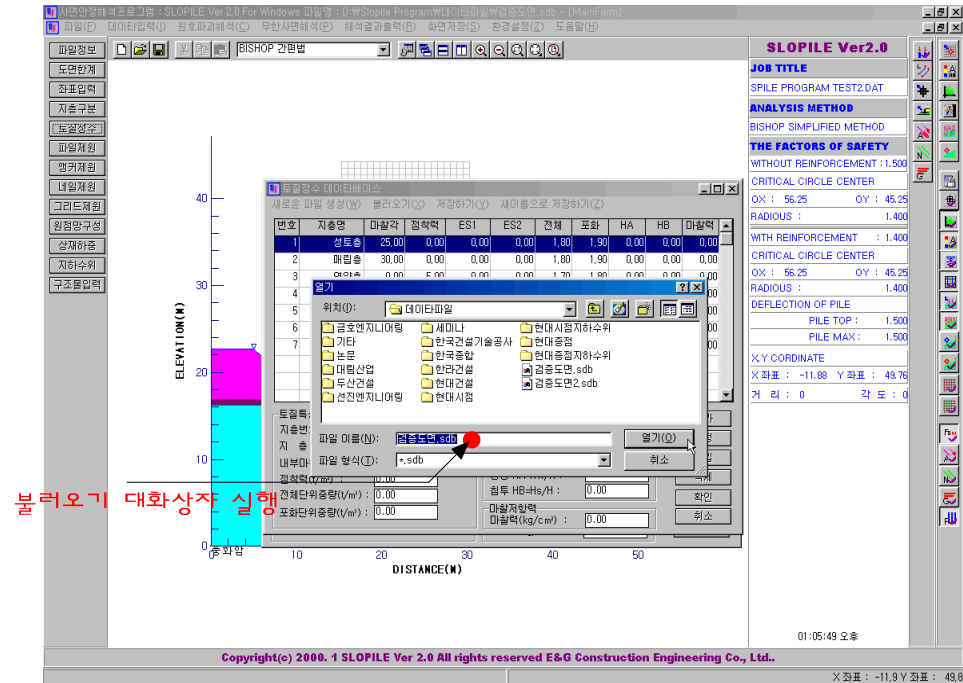 사면안정해석프로그램 : SLOPILE Ver 2.0 For Windows 파일명 : D:\Slopile Program\데이타파일\검증도면.sdb - [MainForm]
파일(F) 데이타입력(I) 원호파괴해석(C) 무한사면해석(P) 해석결과출력(R) 화면저장(S) 환경설정(Z) 도움말(H)
BISHOP 간편법
파일정보
도면한계
좌표입력
지층구분
토질정수
파일제원
앵커제원
네일제원
그리드제원
원점망구성
상재하중
지하수위
구조물입력
SLOPILE Ver2.0
JOB TITLE
SPILE PROGRAM TEST2.DAT
ANALYSIS METHOD
BISHOP SIMPLIFIED METHOD
THE FACTORS OF SAFETY
WITHOUT REINFORCEMENT : 1.500
CRITICAL CIRCLE CENTER
OX : 56.25 OY : 45.25
RADIOUS : 1.400
WITH REINFORCEMENT : 1.400
CRITICAL CIRCLE CENTER
OX : 56.25 OY : 45.25
RADIOUS : 1.400
DEFLECTION OF PILE
PILE TOP : 1.500
PILE MAX : 1.500
X,Y CORDINATE
X 좌표 : -11.88 Y 좌표 : 49.76
거 리 : 0 각 도 : 0
01:05:49 오후
40
30
20
10
0
ELEVATION(M)
10 20 30 40 50
DISTANCE(M)
풍화암
토질정수 데이타베이스
새로운 파일 생성(W) 불러오기(X) 저장하기(Y) 새이름으로 저장하기(Z)
번호 지층명 마찰각 점착력 ES1 ES2 전체 포화 HA HB 마찰력
1 성토층 25,00 0,00 0,00 0,00 1,80 1,90 0,00 0,00 0,00
2 매립층 30,00 0,00 0,00 0,00 1,80 1,90 0,00 0,00 0,00
3
4
5
6
7
열기
위치(I): 데이타파일
금호엔지니어링 세미나 현대시점지하수위
기타 한국건설기술공사 현대종점
논문 한국종합 현대종점지하수위
대림산업 한라건설 검증도면,sdb
두산건설 현대건설 검증도면2,sdb
선진엔지니어링 현대시점
파일 이름(N): 검증도면,sdb 열기(O)
파일 형식(T): *,sdb 취소
전체단위중량(t/m³) : 0.00
포화단위중량(t/m³) : 0.00
침투 HB=Hs/H : 0.00
마찰저항력
마찰력(kg/cm²) : 0.00
확인
취소
불러오기 대화상자 실행
Copyright(c) 2000. 1 SLOPILE Ver 2.0 All rights reserved E&G Construction Engineering Co., Ltd..
X 좌표 : -11,9 Y 좌표 : 49,8